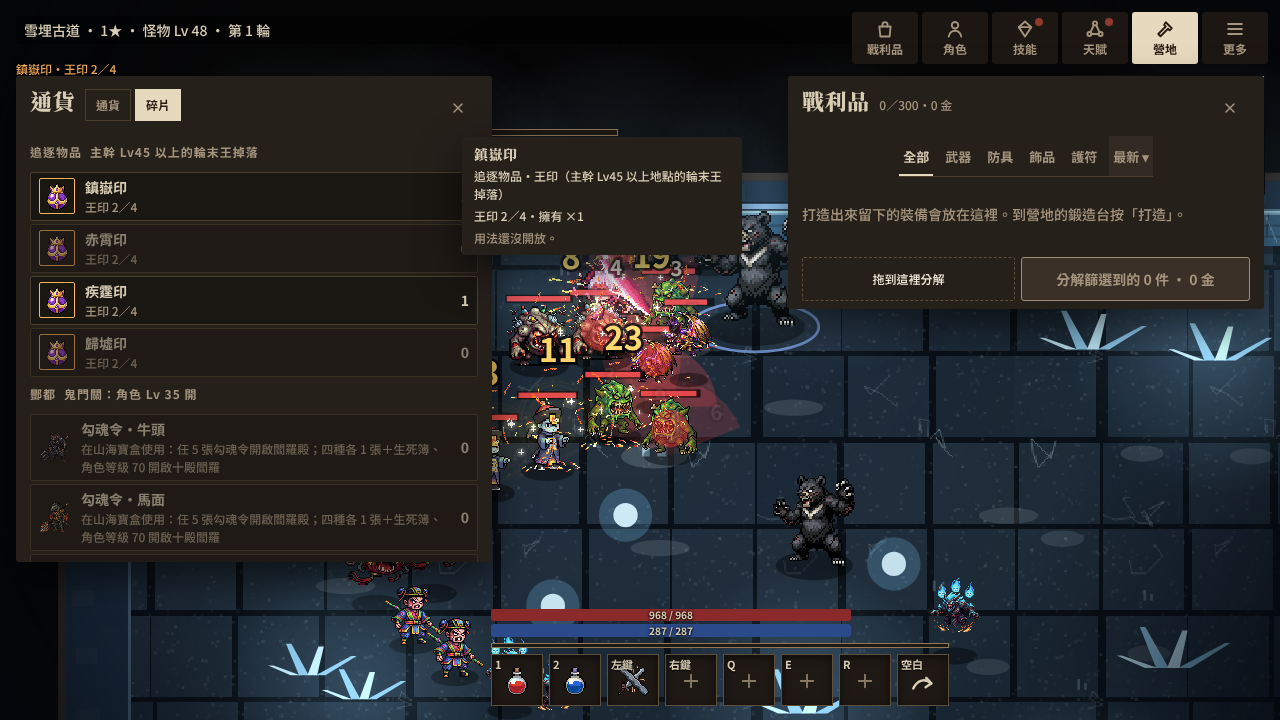 雪埋古道 • 1★ • 怪物 Lv 48 • 第 1 輪
戰利品
角色
技能
天賦
營地
更多
鎮嶽印・王印 2／4
通貨
通貨
碎片
追逐物品 主幹 Lv45 以上的輪末王掉落
鎮嶽印
王印 2／4
赤霄印
王印 2／4
疾霆印
王印 2／4
1
歸墟印
王印 2／4
0
酆都 鬼門關：角色 Lv 35 開
勾魂令・牛頭
在山海寶盒使用：任 5 張勾魂令開啟閻羅殿；四種各 1 張＋生死簿、
角色等級 70 開啟十殿閻羅
0
勾魂令・馬面
在山海寶盒使用：任 5 張勾魂令開啟閻羅殿；四種各 1 張＋生死簿、
角色等級 70 開啟十殿閻羅
0
鎮嶽印
追逐物品・王印（主幹 Lv45 以上地點的輪末王
掉落）
王印 2／4・擁有 ×1
用法還沒開放。
戰利品
0／300・0 金
全部
武器
防具
飾品
護符
最新▾
打造出來留下的裝備會放在這裡。到營地的鍛造台按「打造」。
拖到這裡分解
分解篩選到的 0 件 • 0 金
8
4
19
3
11
23
6
968 / 968
287 / 287
1
2
左鍵
右鍵
Q
E
R
空白